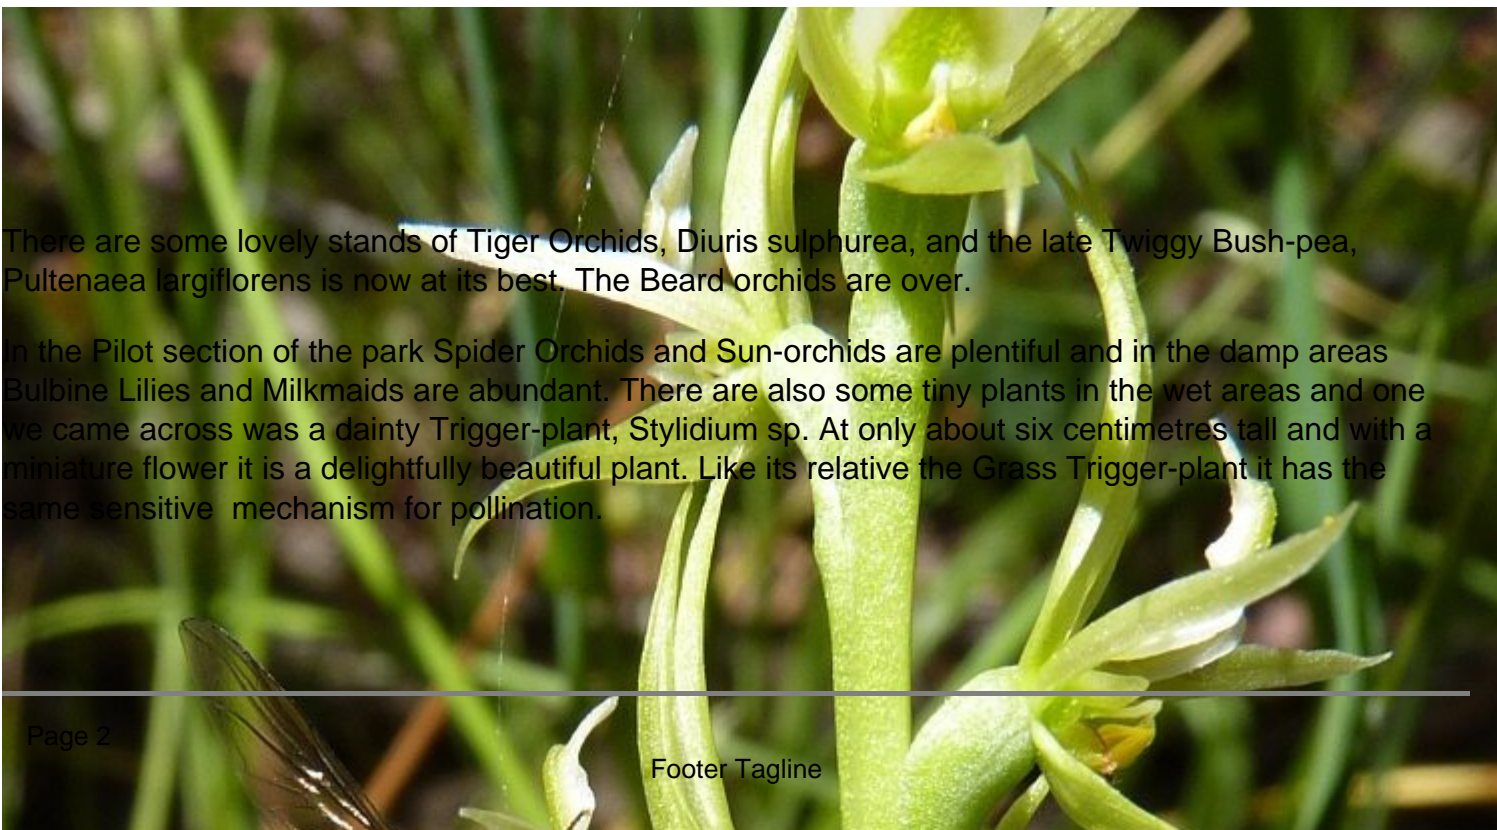 There are some lovely stands of Tiger Orchids, Diuris sulphurea, and the late Twiggy Bush-pea,
Pultenaea largiflorens is now at its best. The Beard orchids are over.
In the Pilot section of the park Spider Orchids and Sun-orchids are plentiful and in the damp areas
Bulbine Lilies and Milkmaids are abundant. There are also some tiny plants in the wet areas and one
we came across was a dainty Trigger-plant, Stylidium sp. At only about six centimetres tall and with a
miniature flower it is a delightfully beautiful plant. Like its relative the Grass Trigger-plant it has the
same sensitive  mechanism for pollination.
Page 2
Footer Tagline